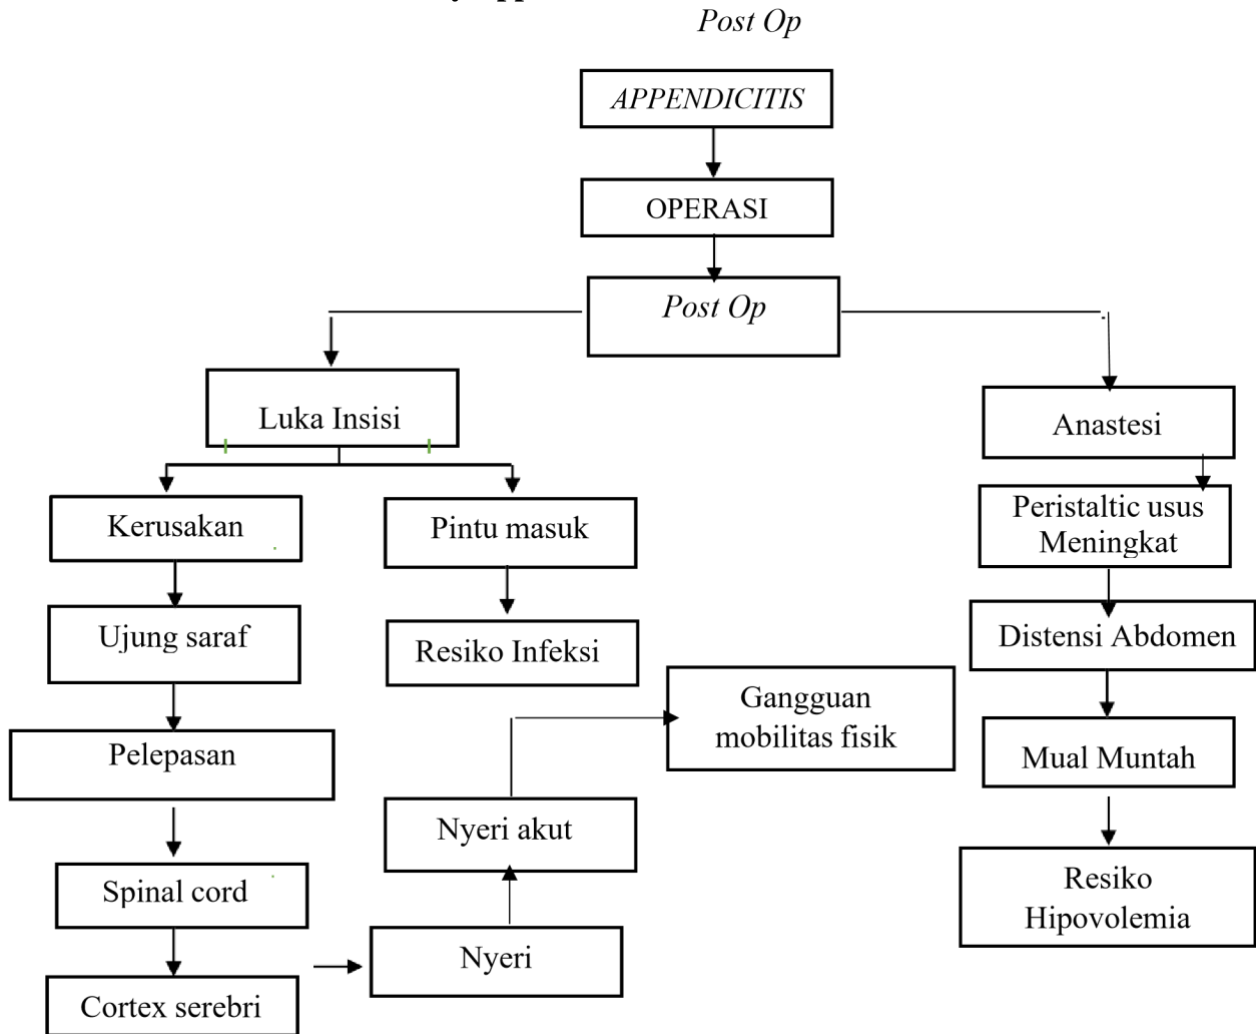 Post Op
APPENDICITIS
OPERASI
Post Op
Luka Insisi
Anastesi
Kerusakan
Pintu masuk
Peristaltic usus
Meningkat
Ujung saraf
Resiko Infeksi
Distensi Abdomen
Gangguan
mobilitas fisik
Pelepasan
Mual Muntah
Nyeri akut
Spinal cord
Resiko
Hipovolemia
Nyeri
Cortex serebri